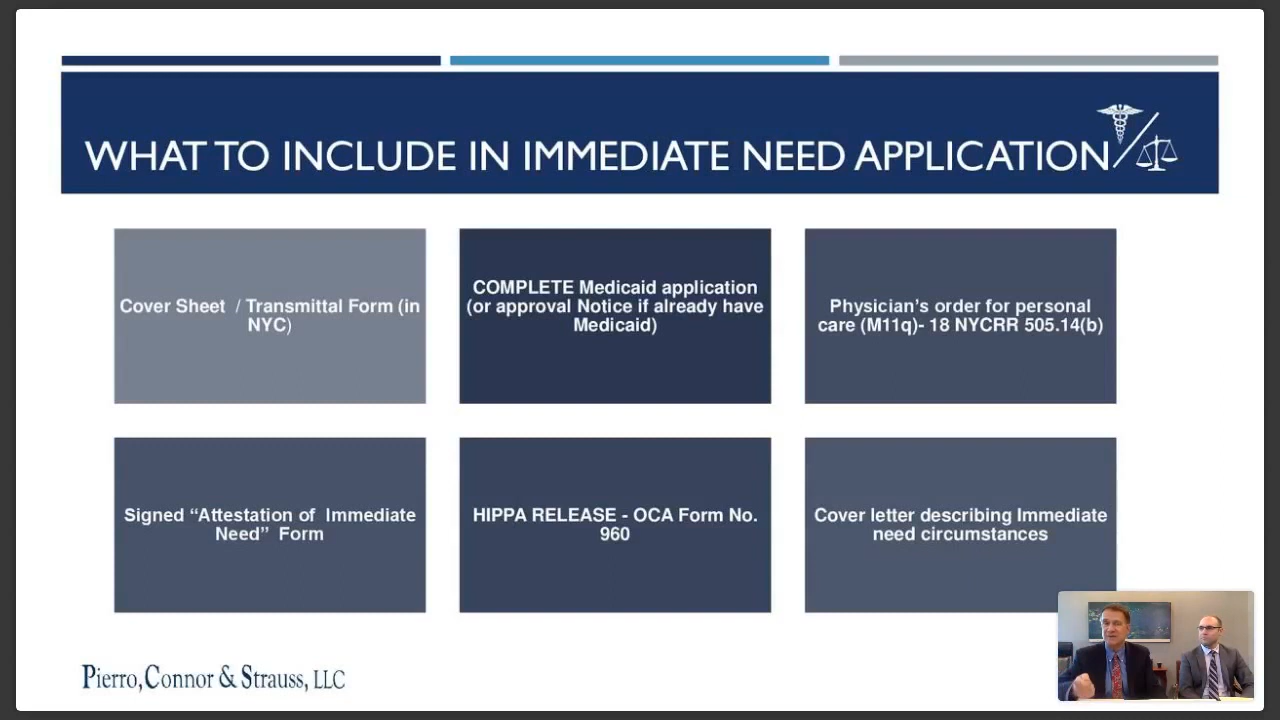 WHAT TO INCLUDE IN IMMEDIATE NEED APPLICATION
Cover Sheet / Transmittal Form (in
NYC)
COMPLETE Medicaid application
(or approval Notice if already have
Medicaid)
Physician’s order for personal
care (M11q)- 18 NYCRR 505.14(b)
Signed “Attestation of Immediate
Need” Form
HIPPA RELEASE - OCA Form No.
960
Cover letter describing Immediate
need circumstances
Pierro, Connor & Strauss, LLC